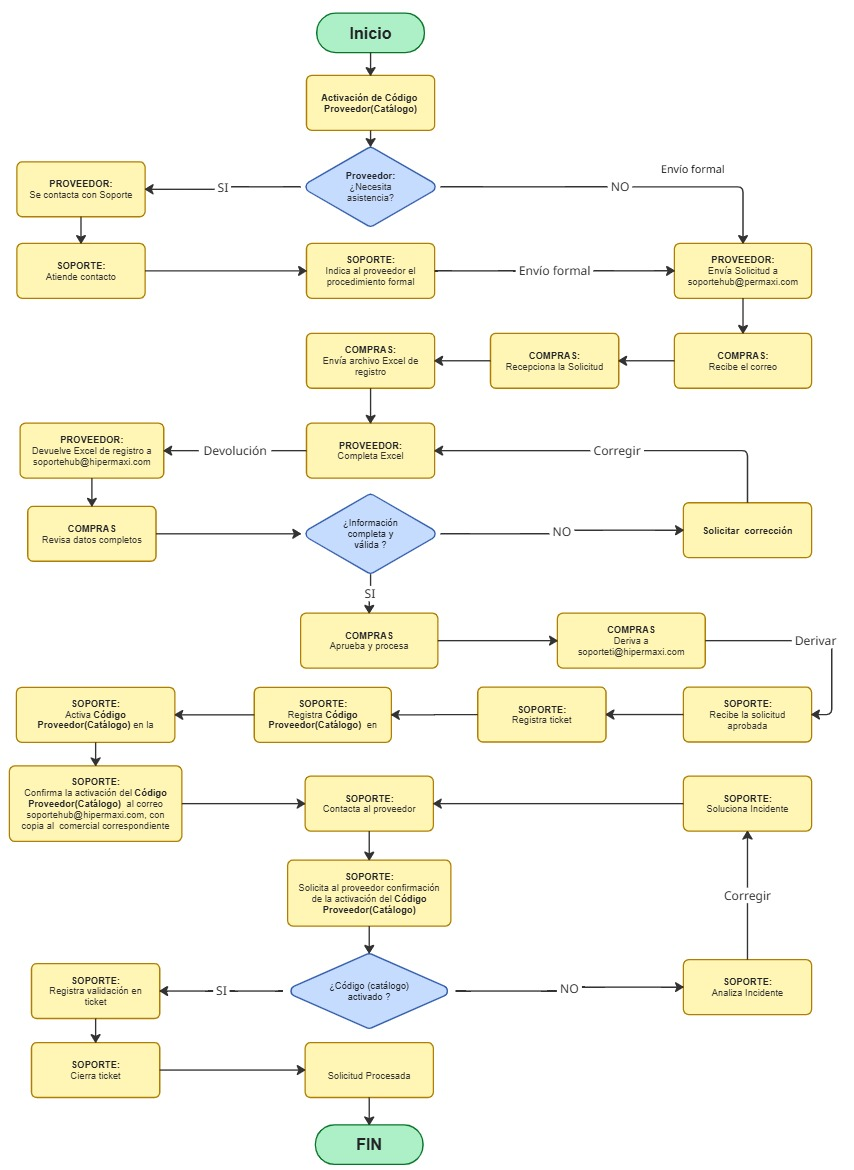 Inicio
Activación de Código
Proveedor(Catálogo)
Proveedor:
¿Necesita
asistencia?
SI
NO
Envío formal
PROVEEDOR:
Se contacta con Soporte
SOPORTE:
Atiende contacto
SOPORTE:
Indica al proveedor el
procedimiento formal
Envío formal
PROVEEDOR:
Envía Solicitud a
soportehub@permaxi.com
COMPRAS:
Recibe el correo
COMPRAS:
Recepciona la Solicitud
COMPRAS:
Envía archivo Excel de
registro
PROVEEDOR:
Completa Excel
Corregir
Devolución
PROVEEDOR:
Devuelve Excel de registro a
soportehub@hipermaxi.com
COMPRAS
Revisa datos completos
¿Información
completa y
válida ?
NO
Solicitar corrección
SI
COMPRAS
Aprueba y procesa
COMPRAS
Deriva a
soporteti@hipermaxi.com
Derivar
SOPORTE:
Recibe la solicitud
aprobada
SOPORTE:
Registra ticket
SOPORTE:
Registra Código
Proveedor(Catálogo) en
SOPORTE:
Activa Código
Proveedor(Catálogo) en la
SOPORTE:
Confirma la activación del Código
Proveedor(Catálogo) al correo
soportehub@hipermaxi.com, con
copia al comercial correspondiente
SOPORTE:
Contacta al proveedor
SOPORTE:
Soluciona Incidente
SOPORTE:
Solicita al proveedor confirmación
de la activación del Código
Proveedor(Catálogo)
Corregir
¿Código (catálogo)
activado ?
SI
NO
SOPORTE:
Analiza Incidente
SOPORTE:
Registra validación en
ticket
SOPORTE:
Cierra ticket
Solicitud Procesada
FIN